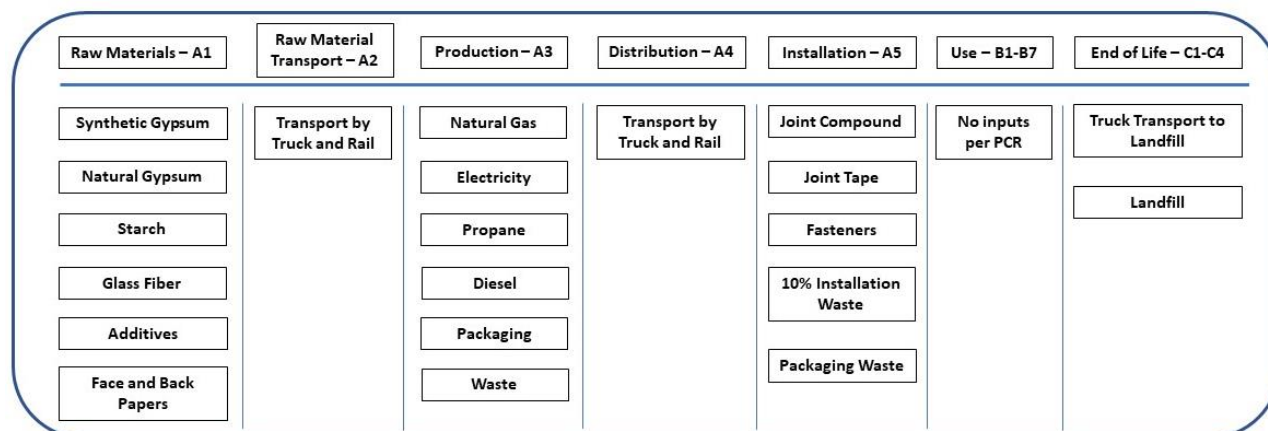 Raw Materials – A1
Raw Material
Transport – A2
Production – A3
Distribution – A4
Installation – A5
Use – B1-B7
End of Life – C1-C4
Synthetic Gypsum
Natural Gypsum
Starch
Glass Fiber
Additives
Face and Back
Papers
Transport by
Truck and Rail
Natural Gas
Electricity
Propane
Diesel
Packaging
Waste
Transport by
Truck and Rail
Joint Compound
Joint Tape
Fasteners
10% Installation
Waste
Packaging Waste
No inputs
per PCR
Truck Transport to
Landfill
Landfill